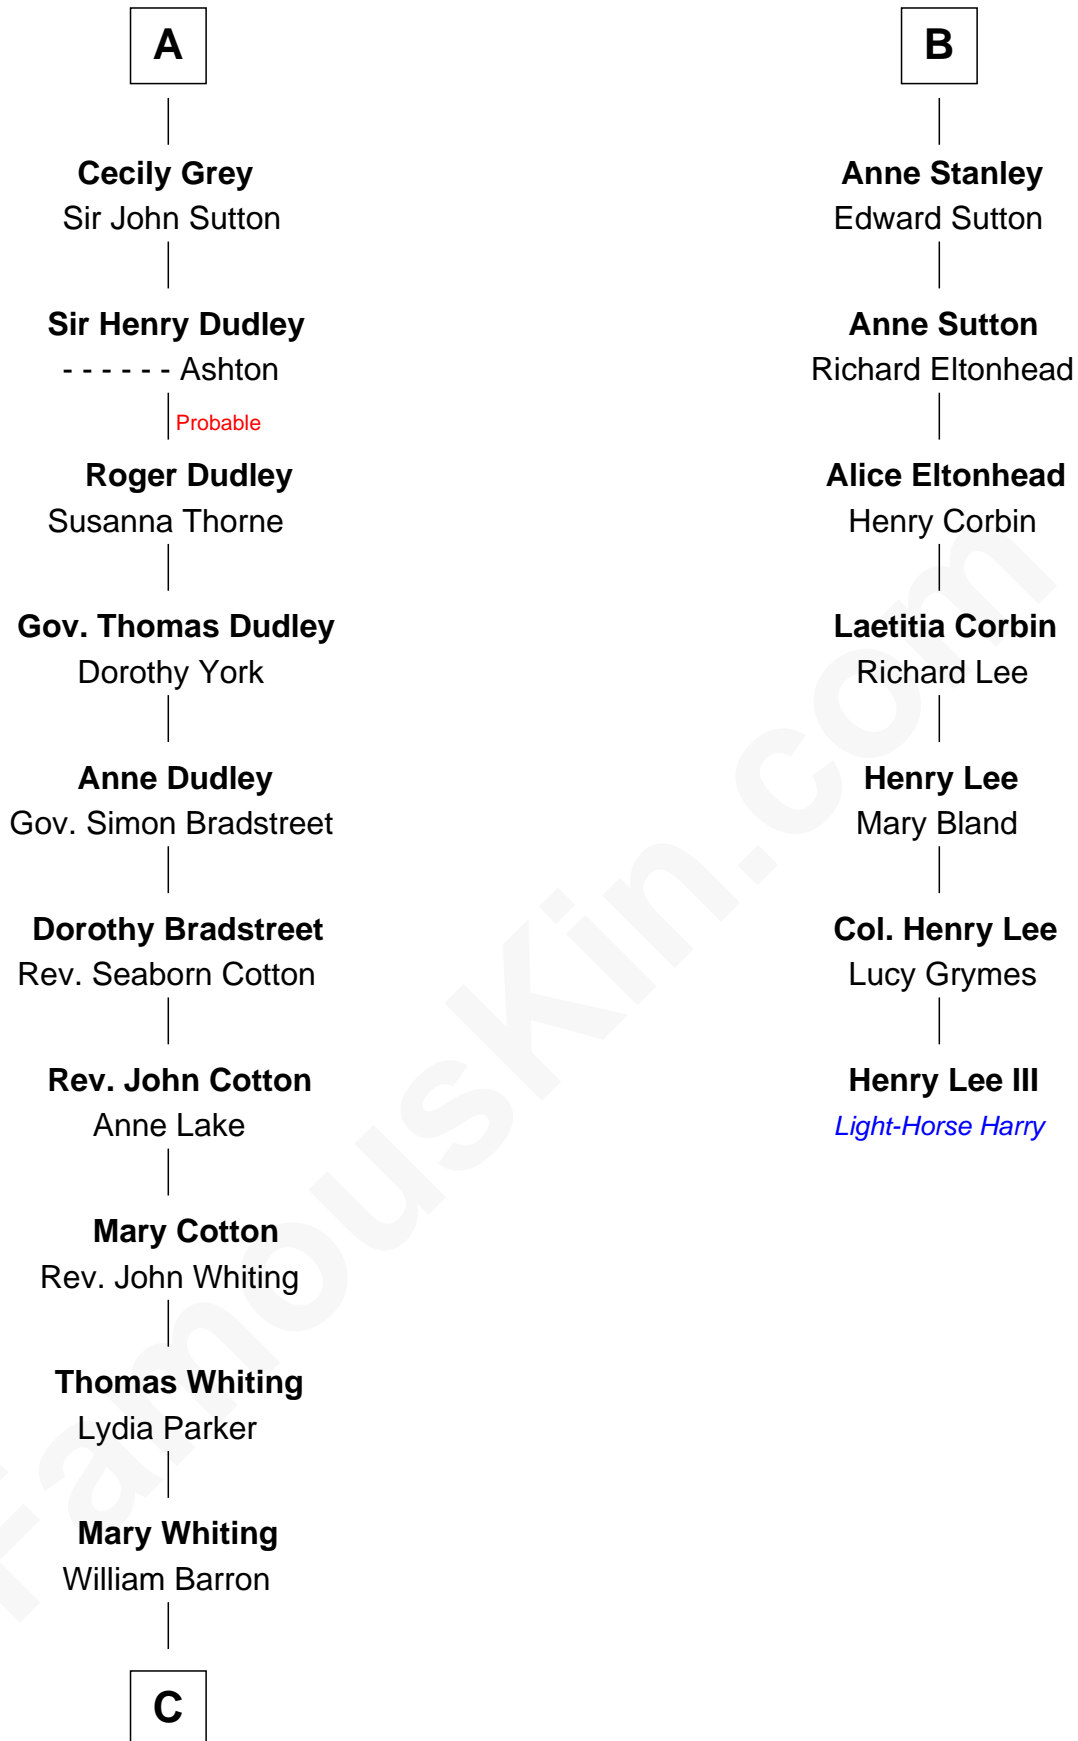 A
Cecily Grey
Sir John Sutton
Sir Henry Dudley
- - - - - - Ashton
Probable
Roger Dudley
Susanna Thorne
Gov. Thomas Dudley
Dorothy York
Anne Dudley
Gov. Simon Bradstreet
Dorothy Bradstreet
Rev. Seaborn Cotton
Rev. John Cotton
Anne Lake
Mary Cotton
Rev. John Whiting
Thomas Whiting
Lydia Parker
Mary Whiting
William Barron
C
B
Anne Stanley
Edward Sutton
Anne Sutton
Richard Eltonhead
Alice Eltonhead
Henry Corbin
Laetitia Corbin
Richard Lee
Henry Lee
Mary Bland
Col. Henry Lee
Lucy Grymes
Henry Lee III
Light-Horse Harry
FamousKin.com